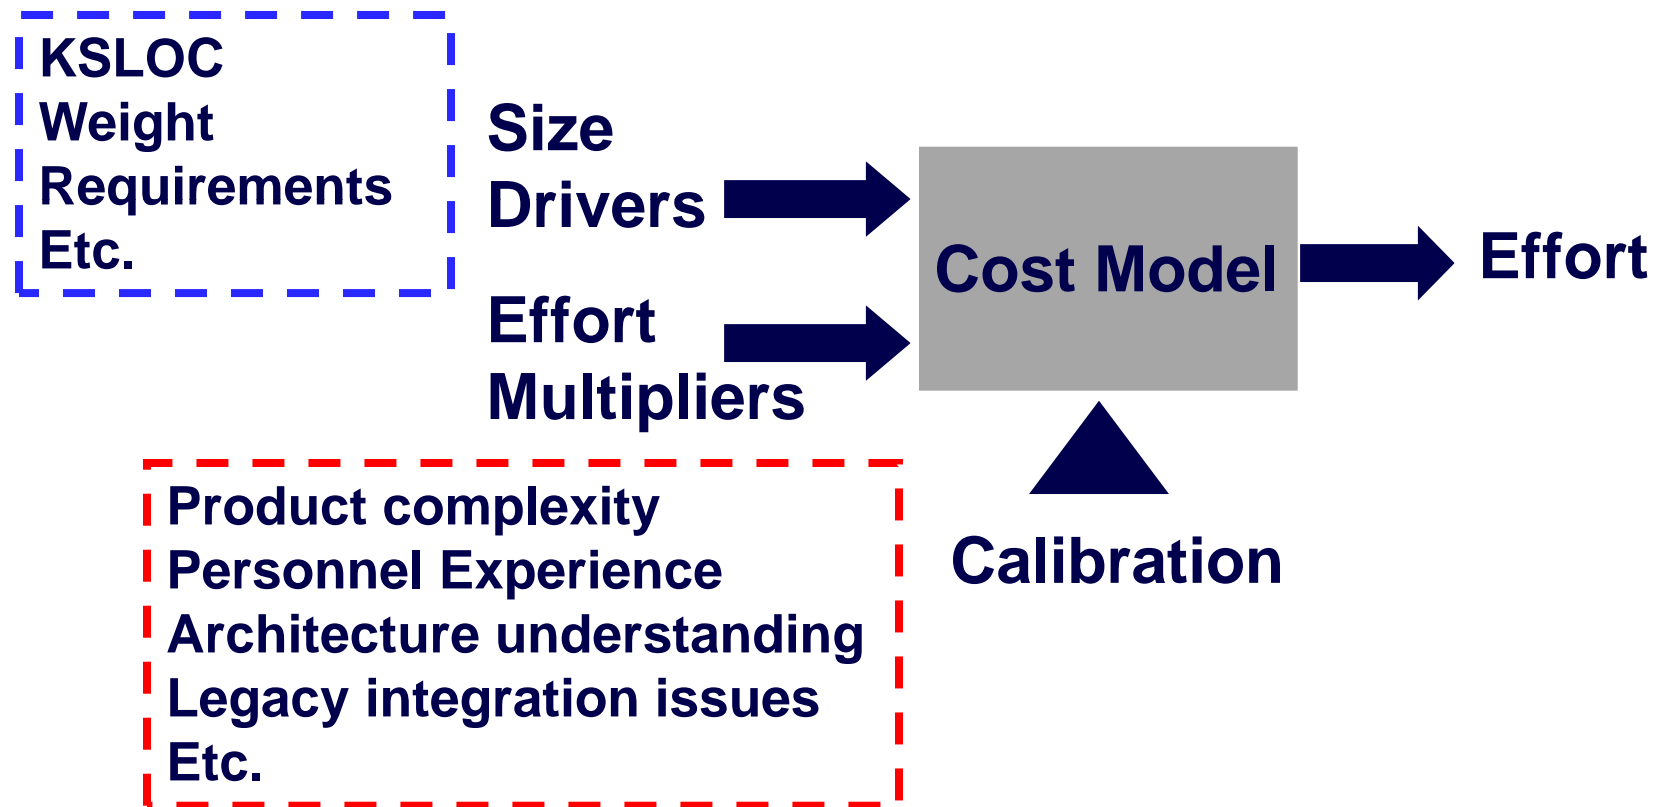 KSLOC
Weight
Requirements
Etc.
Size
Drivers
Effort
Multipliers
Cost Model
Effort
Calibration
Product complexity
Personnel Experience
Architecture understanding
Legacy integration issues
Etc.